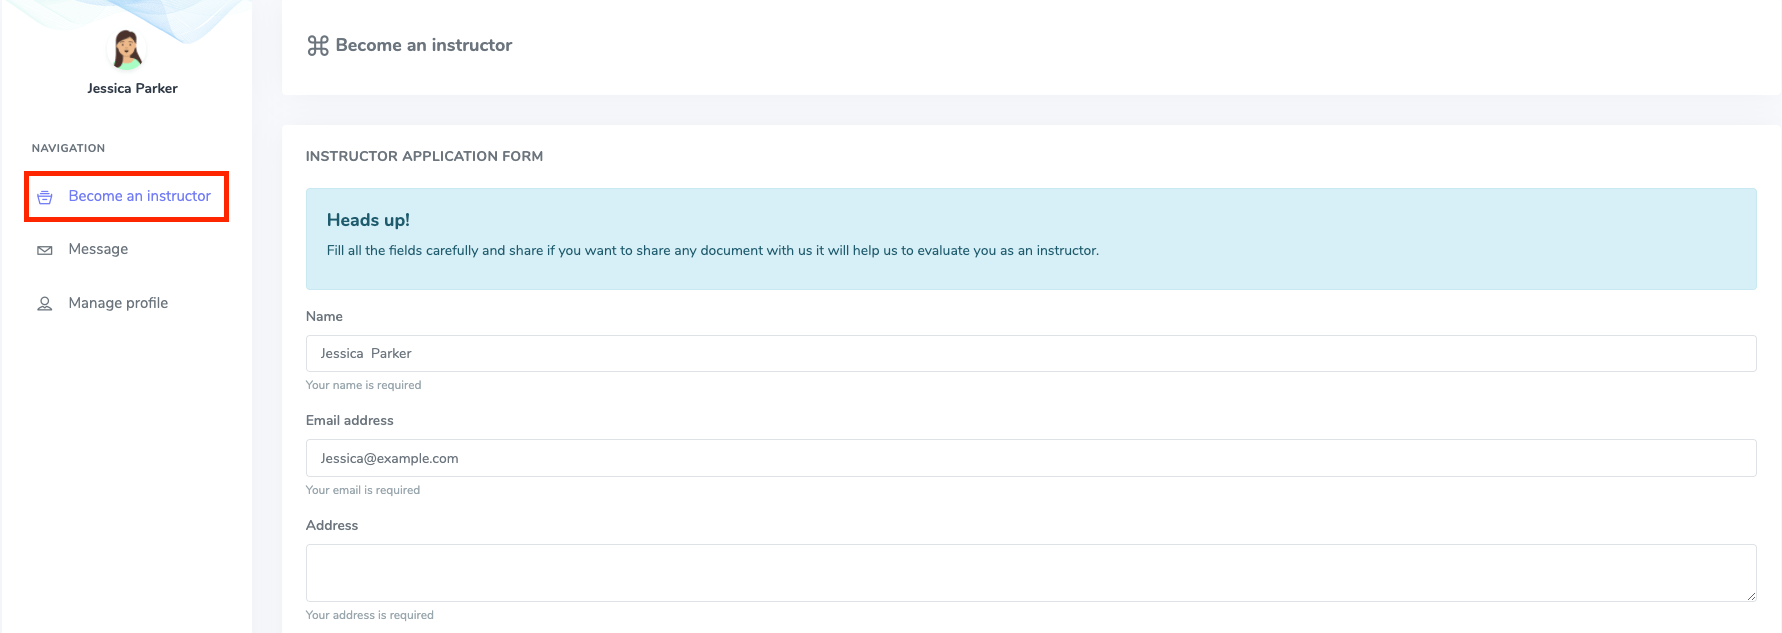 Jessica Parker
NAVIGATION
Become an instructor
Message
Manage profile
Become an instructor
INSTRUCTOR APPLICATION FORM
Heads up!
Fill all the fields carefully and share if you want to share any document with us it will help us to evaluate you as an instructor.
Name
Jessica  Parker
Your name is required
Email address
Jessica@example.com
Your email is required
Address
Your address is required